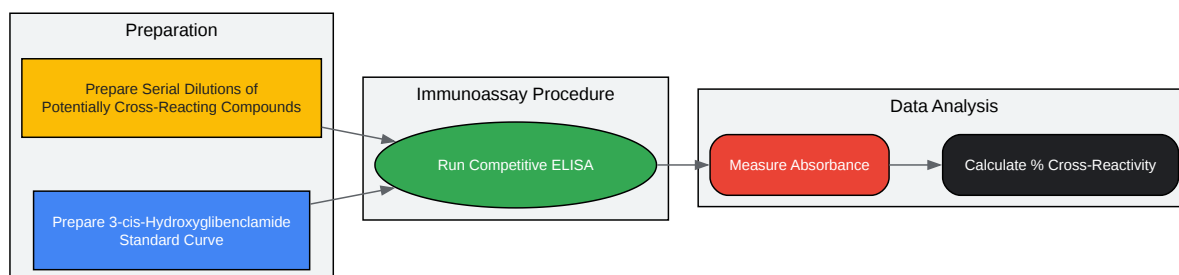 Preparation
Prepare Serial Dilutions of
Potentially Cross-Reacting Compounds
Prepare 3-cis-Hydroxyglibenclamide
Standard Curve
Immunoassay Procedure
Run Competitive ELISA
Data Analysis
Measure Absorbance
Calculate % Cross-Reactivity